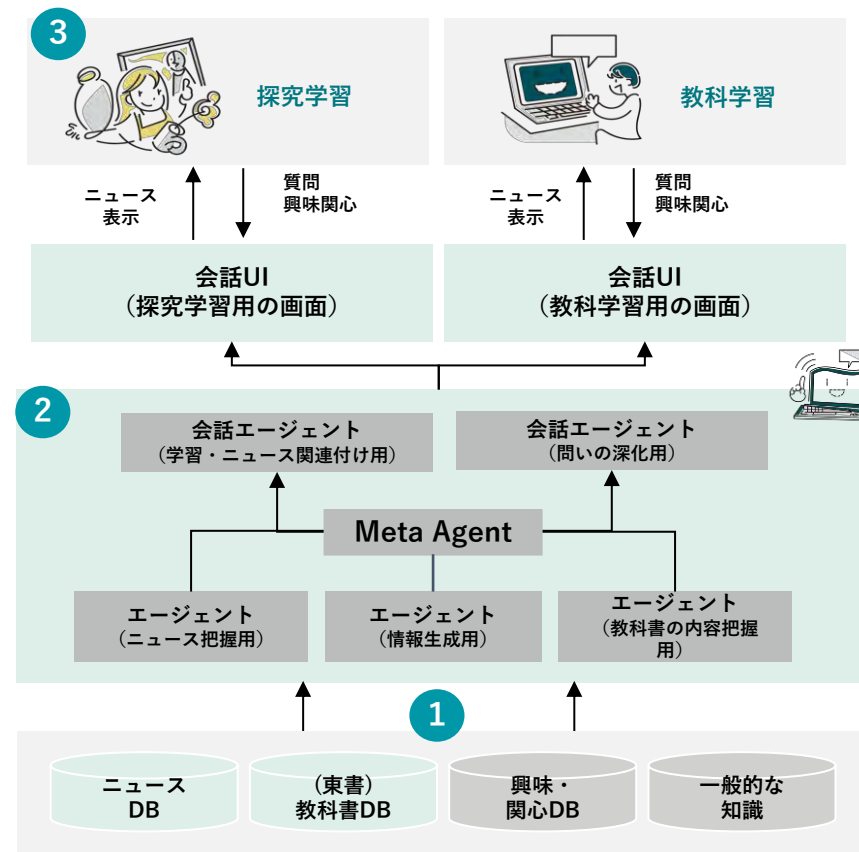 3
探究学習
教科学習
ニュース
表示
質問
興味関心
ニュース
表示
質問
興味関心
会話UI
（探究学習用の画面）
会話UI
（教科学習用の画面）
2
会話エージェント
（学習・ニュース関連付け用）
会話エージェント
（問いの深化用）
Meta Agent
エージェント
（ニュース把握用）
エージェント
（情報生成用）
エージェント
（教科書の内容把握
用）
1
ニュース
DB
（東書）
教科書DB
興味・
関心DB
一般的な
知識